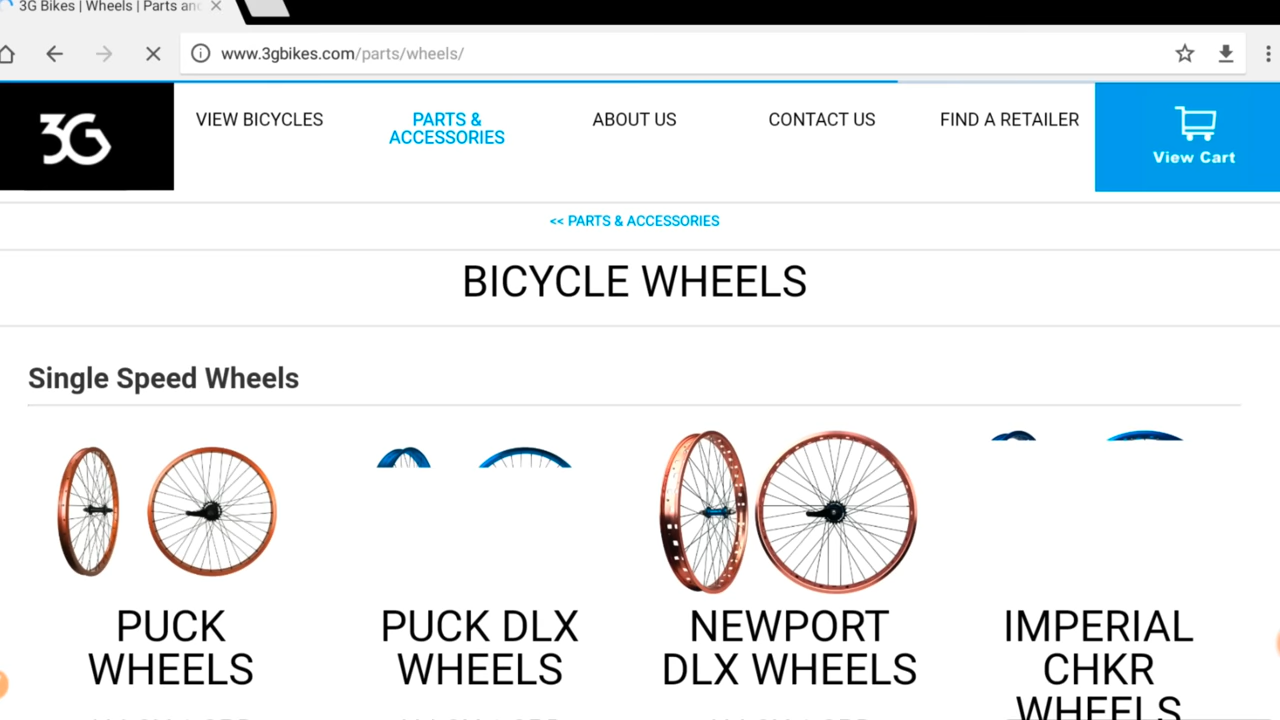 3G Bikes | Wheels | Parts and
www.3gbikes.com/parts/wheels/
3G
VIEW BICYCLES
PARTS &
ACCESSORIES
ABOUT US
CONTACT US
FIND A RETAILER
View Cart
<< PARTS & ACCESSORIES
BICYCLE WHEELS
Single Speed Wheels
PUCK
WHEELS
PUCK DLX
WHEELS
NEWPORT
DLX WHEELS
IMPERIAL
CHKR
WHEELS